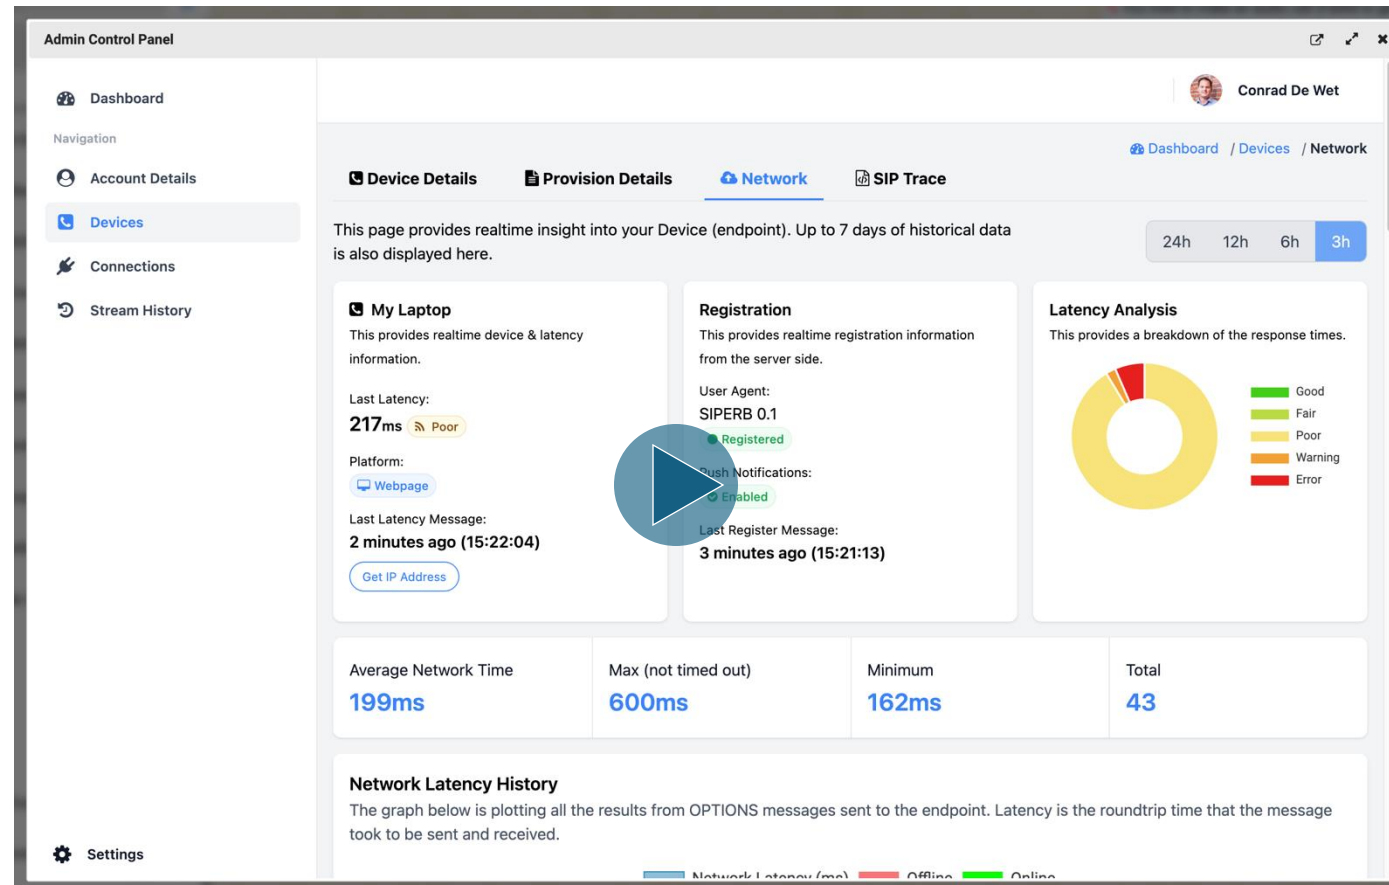 Admin Control Panel
Dashboard
Conrad De Wet
Navigation
Dashboard / Devices / Network
Account Details
Device Details Provision Details Network SIP Trace
Devices
This page provides realtime insight into your Device (endpoint). Up to 7 days of historical data
is also displayed here.
24h 12h 6h 3h
Connections
Stream History
My Laptop
This provides realtime device & latency
information.
Last Latency:
217ms Poor
Platform:
Webpage
Last Latency Message:
2 minutes ago (15:22:04)
Get IP Address
Registration
This provides realtime registration information
from the server side.
User Agent:
SIPERB 0.1
Registered
Push Notifications:
Enabled
Last Register Message:
3 minutes ago (15:21:13)
Latency Analysis
This provides a breakdown of the response times.
Good
Fair
Poor
Warning
Error
Average Network Time
199ms
Max (not timed out)
600ms
Minimum
162ms
Total
43
Network Latency History
The graph below is plotting all the results from OPTIONS messages sent to the endpoint. Latency is the roundtrip time that the message
took to be sent and received.
Settings
Network Latency (ms) Offline Online